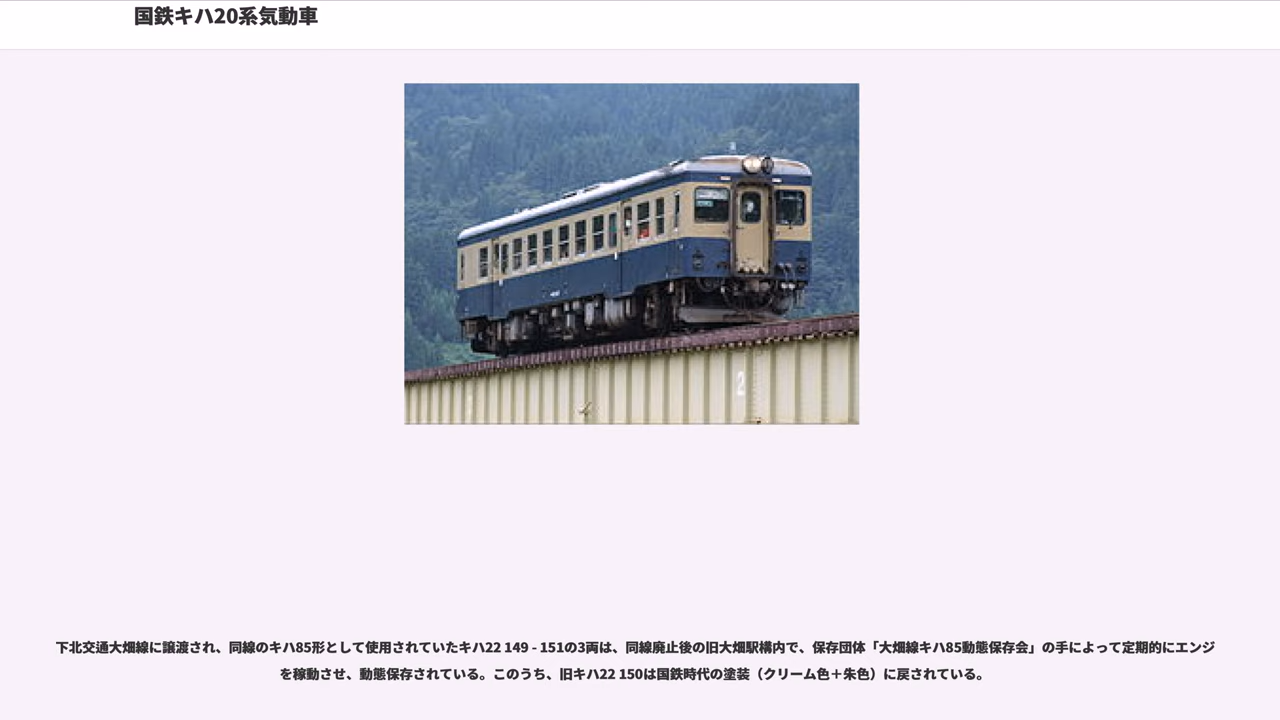 国鉄キハ20系気動車
2
下北交通大畑線に譲渡され、同線のキハ85形として使用されていたキハ22 149 - 151の3両は、同線廃止後の旧大畑駅構内で、保存団体「大畑線キハ85動態保存会」の手によって定期的にエンジ
を稼動させ、動態保存されている。このうち、旧キハ22 150は国鉄時代の塗装（クリーム色＋朱色）に戻されている。